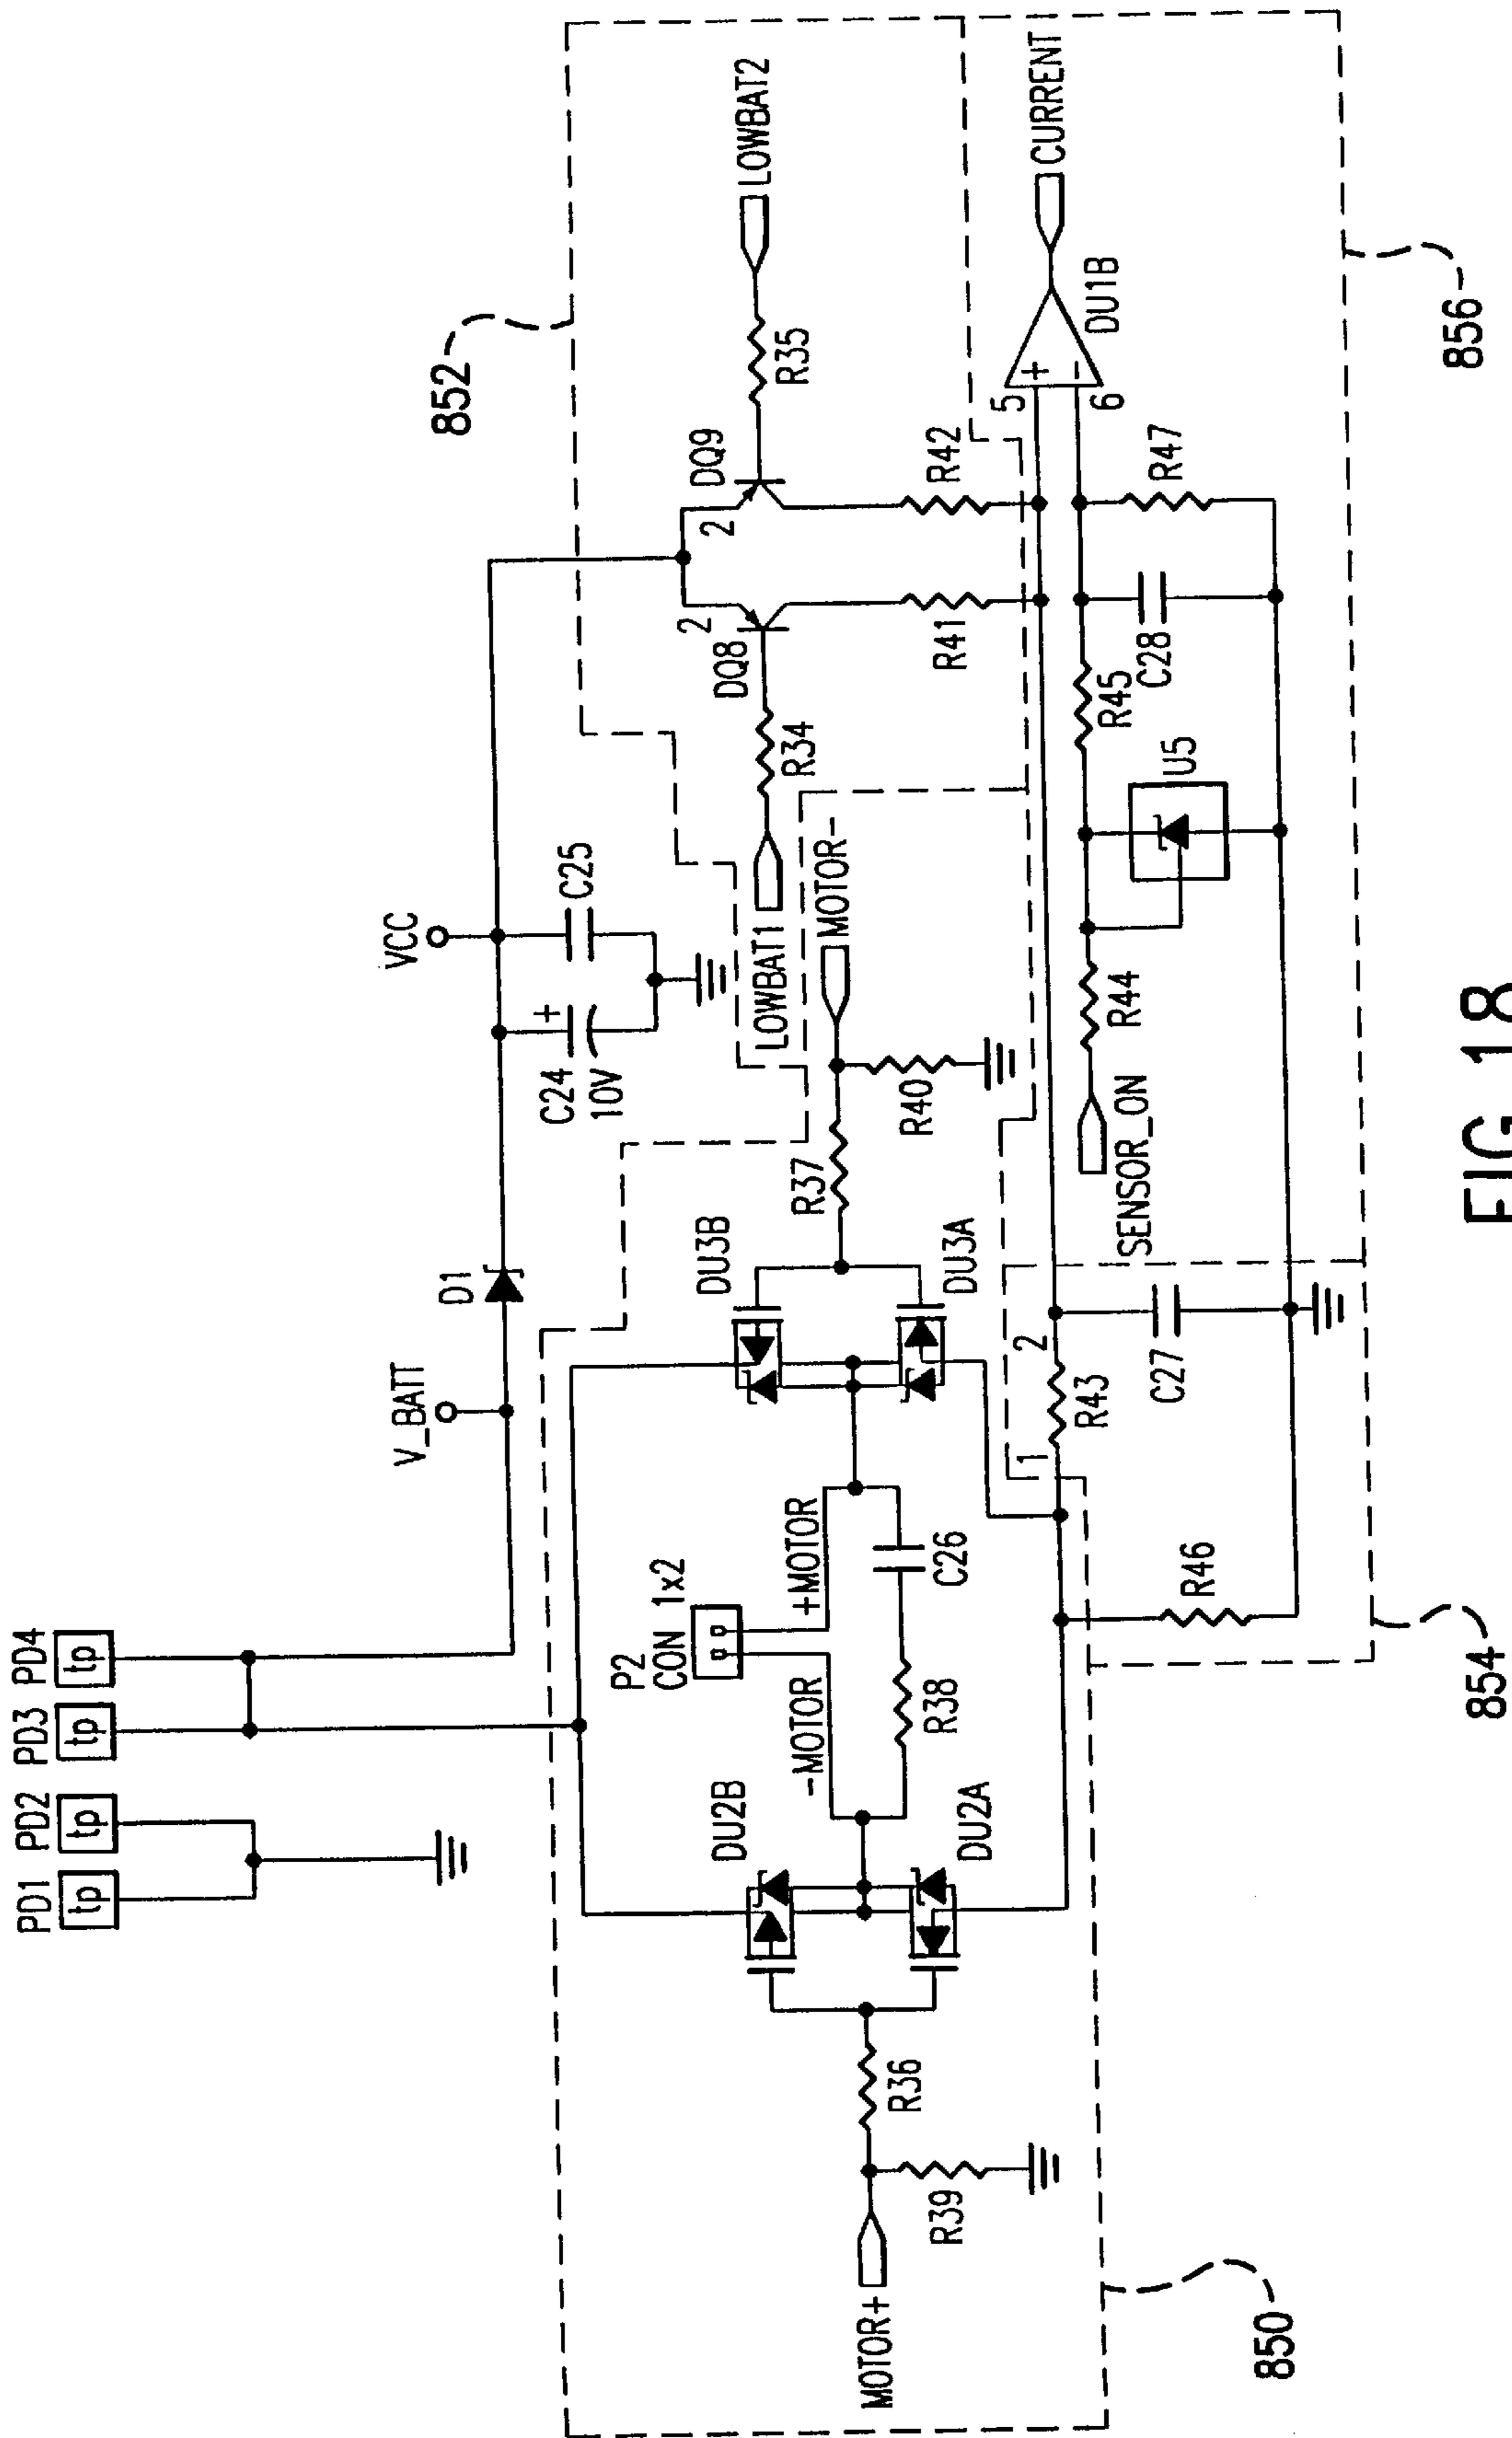 PD1 PD2 PD3 PD4
tp tp tp tp
V_BATT
D1
VCC
C24
10V
+
C25
852
P2
CON 1x2
-MOTOR
+MOTOR
DU2B
DU2A
R38
C26
DU3B
DU3A
R37
R40
MOTOR-
MOTOR+
R36
R39
LOWBAT1
R34
DQ8
2
DQ9
2
R35
LOWBAT2
R41
R42
1
R43
2
C27
R46
SENSOR_ON
R44
R45
U5
C28
R47
5
+
6
-
DU1B
CURRENT
850
854
856
FIG. 18